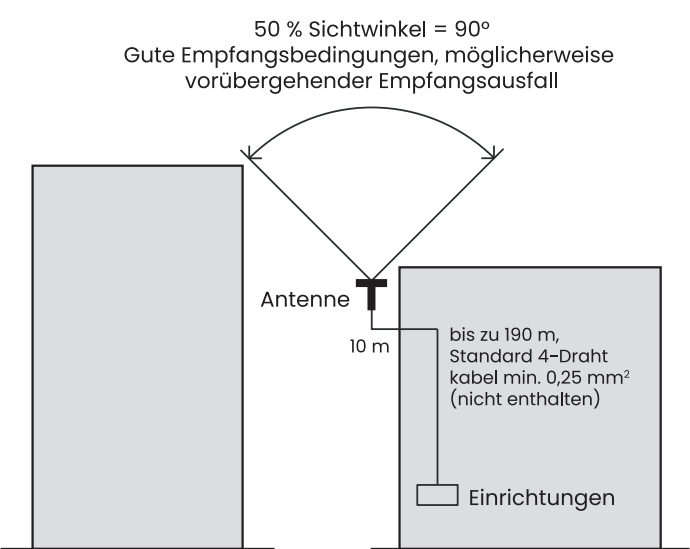 50 % Sichtwinkel = 90º
Gute Empfangsbedingungen, möglicherweise
vorübergehender Empfangsausfall
Antenne
10 m
bis zu 190 m,
Standard 4-Draht
kabel min. 0,25 mm²
(nicht enthalten)
Einrichtungen